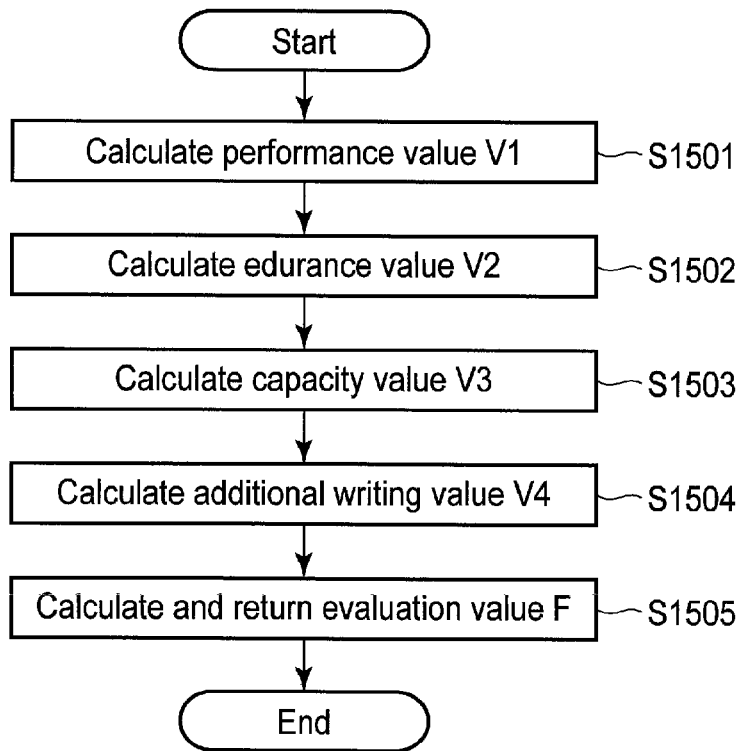 Start
Calculate performance value V1
S1501
Calculate edurance value V2
S1502
Calculate capacity value V3
S1503
Calculate additional writing value V4
S1504
Calculate and return evaluation value F
S1505
End